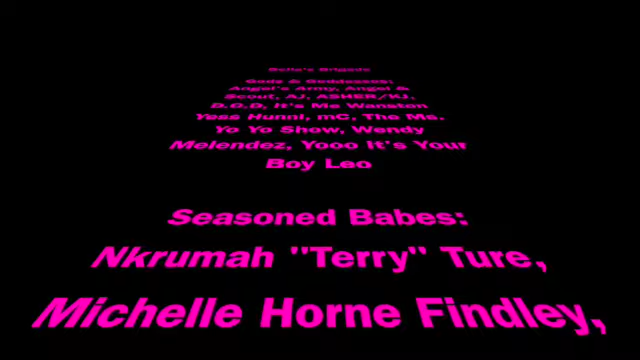 Belle's Brigade
Gods & Goddesses:
Angel's Army, Angel &
Scout, AJ, ASHER/KJ,
D.O.D, It's Me Wanston
Yess Hunni, mC, The Ms.
Yo Yo Show, Wendy
Melendez, Yooo It's Your
Boy Leo
Seasoned Babes:
Nkrumah "Terry" Ture,
Michelle Horne Findley,